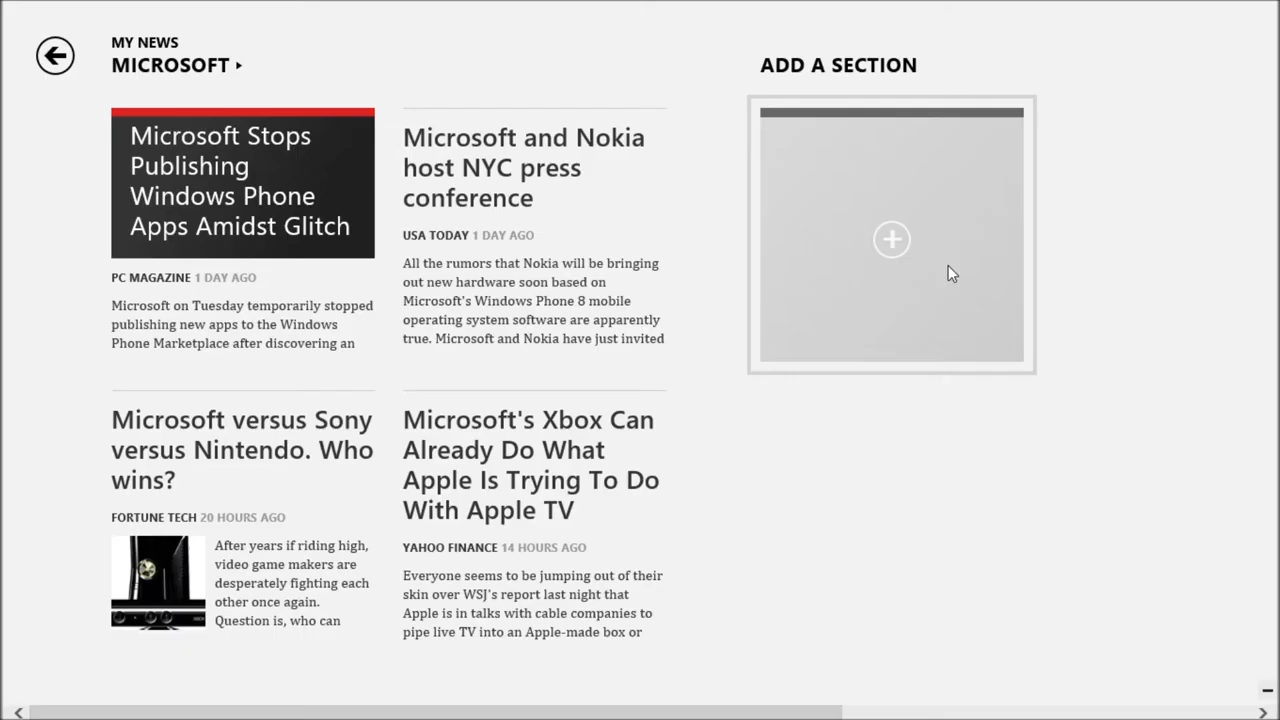 MY NEWS
MICROSOFT
Microsoft Stops
Publishing
Windows Phone
Apps Amidst Glitch
PC MAGAZINE 1 DAY AGO
Microsoft on Tuesday temporarily stopped
publishing new apps to the Windows
Phone Marketplace after discovering an
Microsoft versus Sony
versus Nintendo. Who
wins?
FORTUNE TECH 20 HOURS AGO
After years if riding high,
video game makers are
desperately fighting each
other once again.
Question is, who can
Microsoft and Nokia
host NYC press
conference
USA TODAY 1 DAY AGO
All the rumors that Nokia will be bringing
out new hardware soon based on
Microsoft's Windows Phone 8 mobile
operating system software are apparently
true. Microsoft and Nokia have just invited
Microsoft's Xbox Can
Already Do What
Apple Is Trying To Do
With Apple TV
YAHOO FINANCE 14 HOURS AGO
Everyone seems to be jumping out of their
skin over WSJ's report last night that
Apple is in talks with cable companies to
pipe live TV into an Apple-made box or
ADD A SECTION